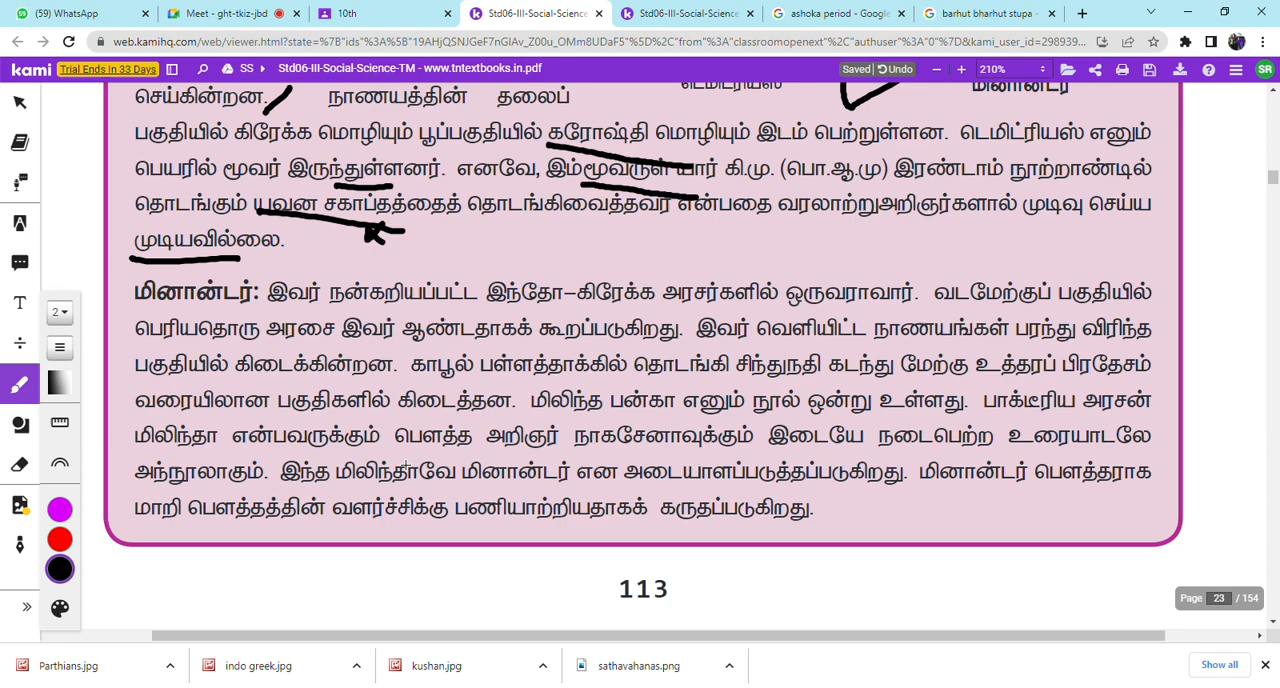 (59) WhatsApp
Meet - ght-tkiz-jbd
10th
Std06-III-Social-Science-
Std06-III-Social-Science
ashoka period - Google
barhut bharhut stupa -
web.kamihq.com/web/viewer.html?state=%7B"ids"%3A%5B"19AHjQSNJGeF7nGIAv_Z00u_OMm8UDaF5"%5D%2C"from"%3A"classroomopenext"%2C"authuser"%3A"0"%7D&kami_user_id=298939...
kami Trial Ends In 33 Days SS Std06-III-Social-Science-TM - www.tntextbooks.in.pdf Saved Undo 210% SR
செய்கின்றன. நாணயத்தின் தலைப்
பகுதியில் கிரேக்க மொழியும் பூப்பகுதியில் கரோஷ்தி மொழியும் இடம் பெற்றுள்ளன. டெமிட்ரியஸ் எனும்
பெயரில் மூவர் இருந்துள்ளனர். எனவே, இம்மூவருள் யார் கி.மு. (பொ.ஆ.மு) இரண்டாம் நூற்றாண்டில்
தொடங்கும் யவன சகாப்தத்தைத் தொடங்கிவைத்தவர் என்பதை வரலாற்றுஅறிஞர்களால் முடிவு செய்ய
முடியவில்லை.
மினான்டர்: இவர் நன்கறியப்பட்ட இந்தோ–கிரேக்க அரசர்களில் ஒருவராவார். வடமேற்குப் பகுதியில்
பெரியதொரு அரசை இவர் ஆண்டதாகக் கூறப்படுகிறது. இவர் வெளியிட்ட நாணயங்கள் பரந்து விரிந்த
பகுதியில் கிடைக்கின்றன. காபூல் பள்ளத்தாக்கில் தொடங்கி சிந்துநதி கடந்து மேற்கு உத்தரப் பிரதேசம்
வரையிலான பகுதிகளில் கிடைத்தன. மிலிந்த பன்கா எனும் நூல் ஒன்று உள்ளது. பாக்டீரிய அரசன்
மிலிந்தா என்பவருக்கும் பௌத்த அறிஞர் நாகசேனாவுக்கும் இடையே நடைபெற்ற உரையாடலே
அந்நூலாகும். இந்த மிலிந்தாவே மினான்டர் என அடையாளப்படுத்தப்படுகிறது. மினான்டர் பௌத்தராக
மாறி பௌத்தத்தின் வளர்ச்சிக்கு பணியாற்றியதாகக் கருதப்படுகிறது.
113
2
Page 23 / 154
Parthians.jpg
indo greek.jpg
kushan.jpg
sathavahanas.png
Show all